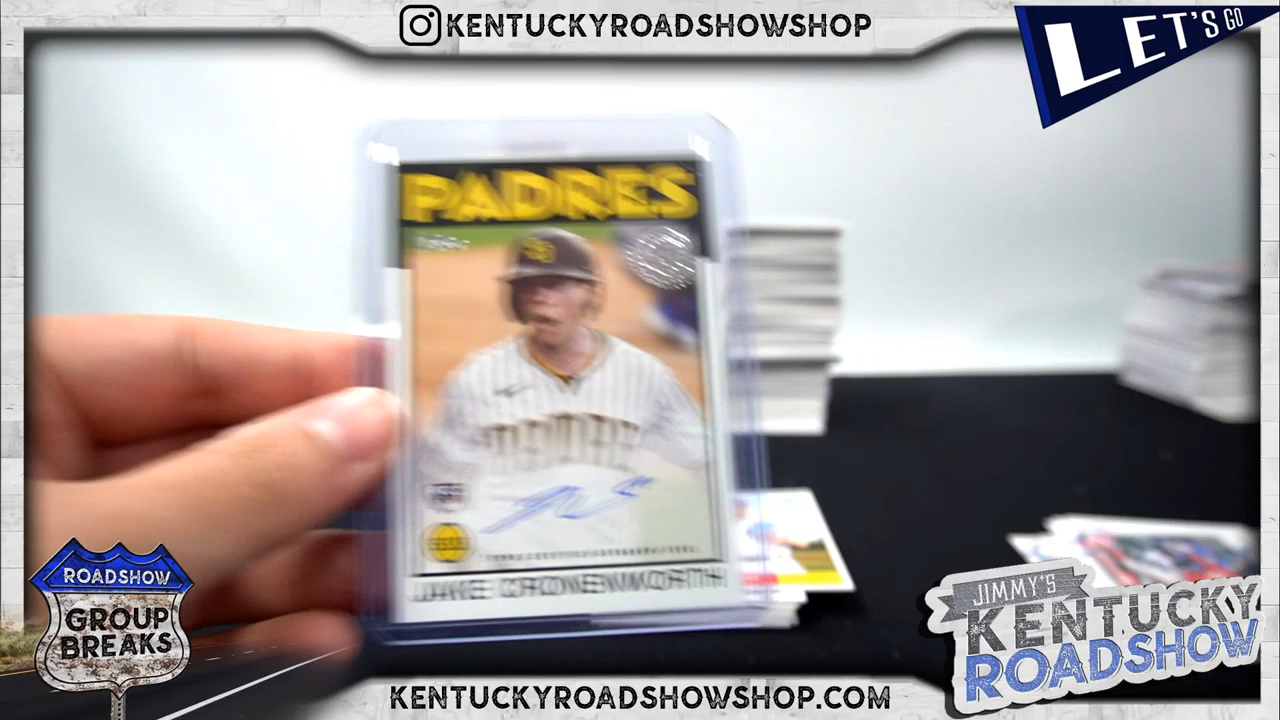 KENTUCKYROADSHOWSHOP
LET'S GO
PADRES
JAKE CRONENWORTH
ROADSHOW
GROUP
BREAKS
JIMMY'S
KENTUCKY
ROADSHOW
KENTUCKYROADSHOWSHOP.COM